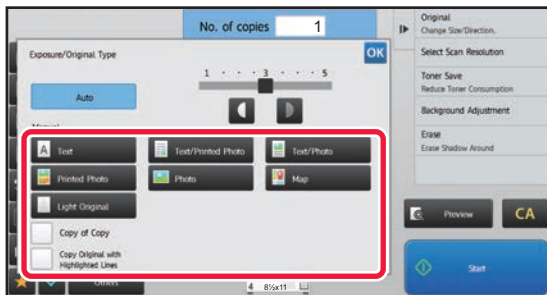 No. of copies 1
Exposure/Original Type
OK
1 3 5
Auto
Manual
Text
Text/Printed Photo
Text/Photo
Printed Photo
Photo
Map
Light Original
Copy of Copy
Copy Original with
Highlighted Lines
Others
4 8½x11
Original
Change Size/Direction.
Select Scan Resolution
Toner Save
Reduce Toner Consumption
Background Adjustment
Erase
Erase Shadow Around
Preview
CA
Start